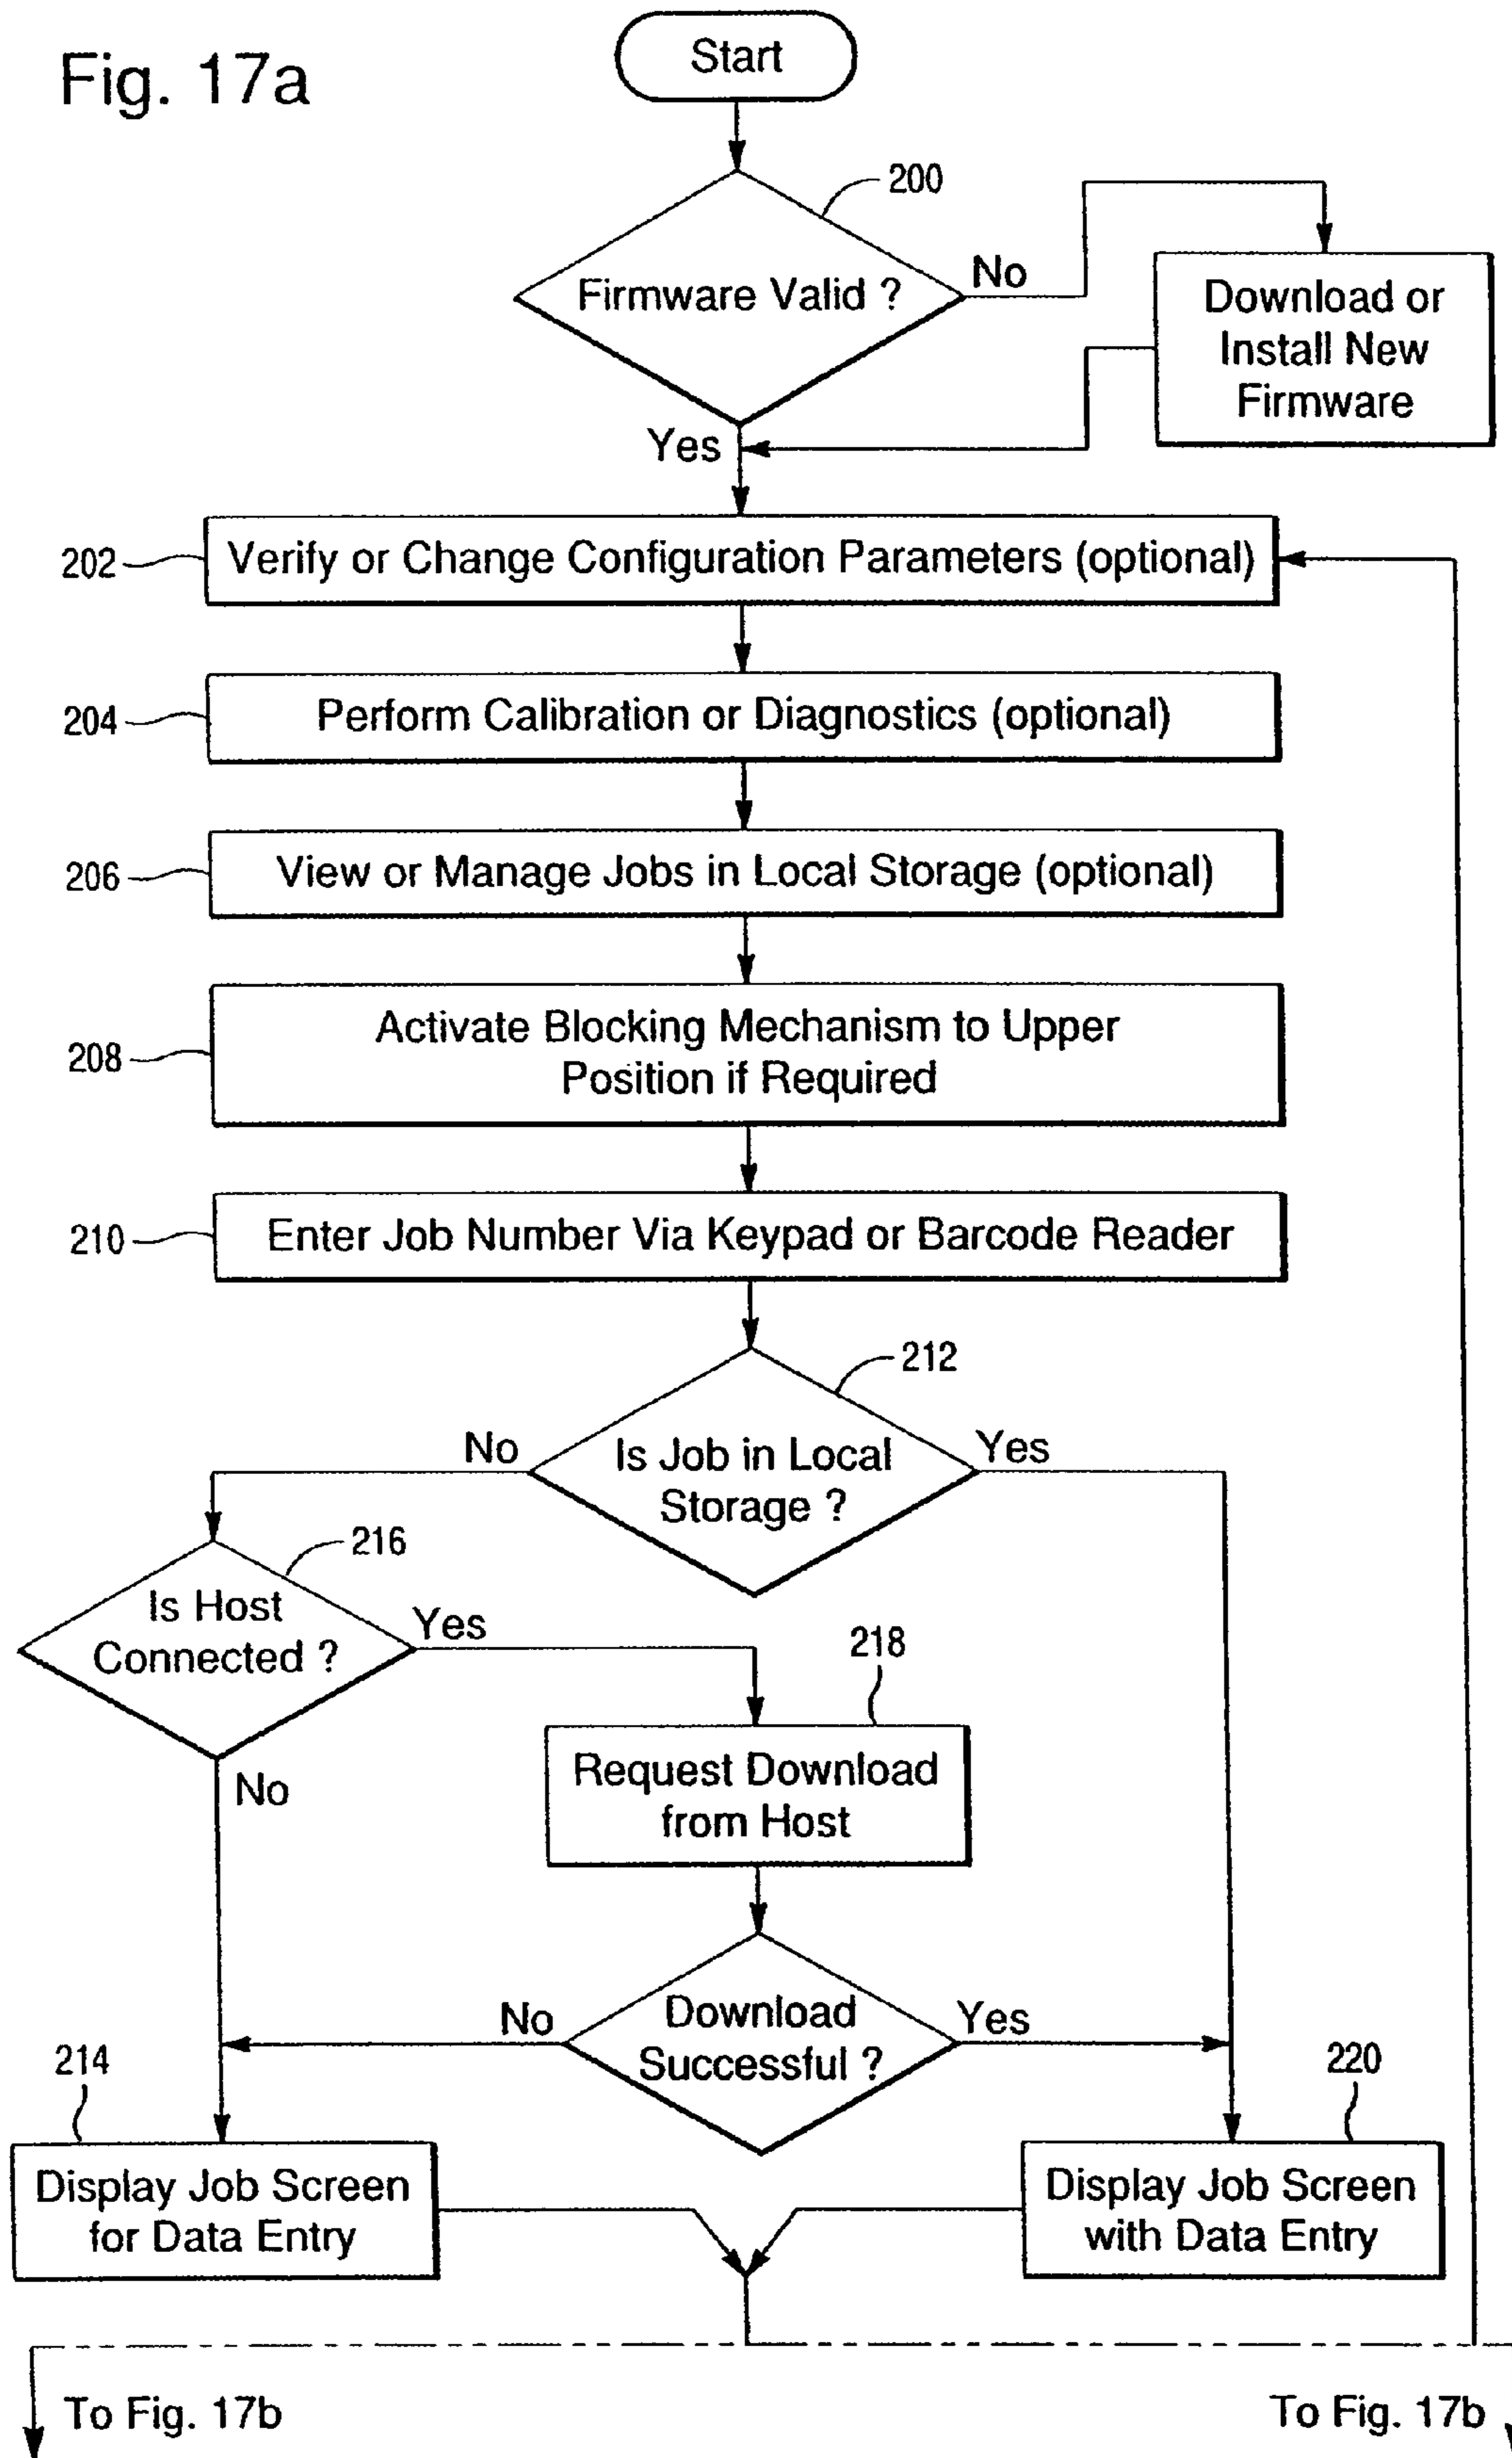 Fig. 17a
Start
200
Firmware Valid ?
No
Download or
Install New
Firmware
Yes
202
Verify or Change Configuration Parameters (optional)
204
Perform Calibration or Diagnostics (optional)
206
View or Manage Jobs in Local Storage (optional)
208
Activate Blocking Mechanism to Upper
Position if Required
210
Enter Job Number Via Keypad or Barcode Reader
212
No
Is Job in Local
Storage ?
Yes
216
Is Host
Connected ?
Yes
218
No
Request Download
from Host
No
Download
Successful ?
Yes
214
220
Display Job Screen
for Data Entry
Display Job Screen
with Data Entry
To Fig. 17b
To Fig. 17b